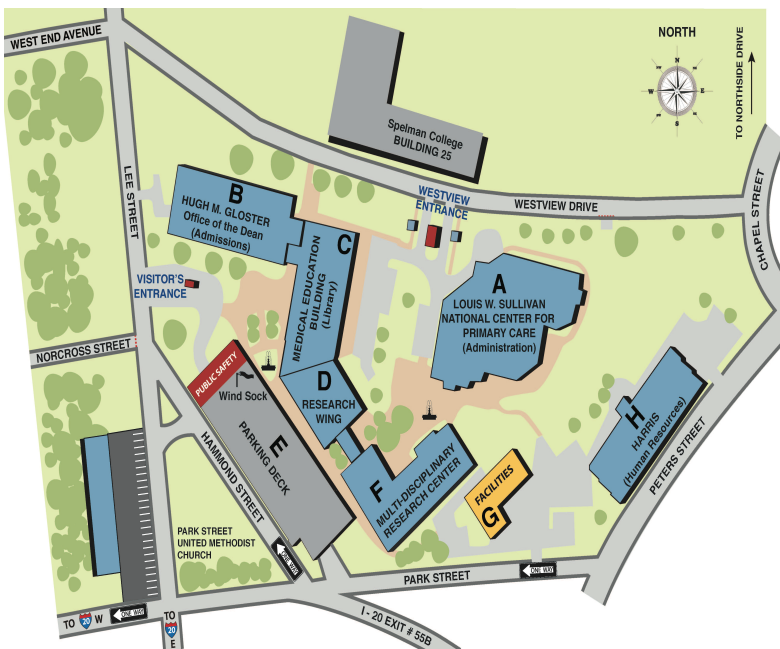 WEST END AVENUE
NORTH
N
N
E
W
E
E
W
S
E
S
TO NORTHSIDE DRIVE
Spelman College
BUILDING 25
LEE STREET
WESTVIEW
ENTRANCE
WESTVIEW DRIVE
CHAPEL STREET
B
HUGH M. GLOSTER
Office of the Dean
(Admissions)
C
MEDICAL EDUCATION
BUILDING
(Library)
A
LOUIS W. SULLIVAN
NATIONAL CENTER FOR
PRIMARY CARE
(Administration)
VISITOR'S
ENTRANCE
NORCROSS STREET
PUBLIC SAFETY
Wind Sock
D
RESEARCH
WING
E
PARKING DECK
HAMMOND STREET
H
HARRIS
(Human Resources)
PETERS STREET
F
MULTI-DISCIPLINARY
RESEARCH CENTER
FACILITIES
G
PARK STREET
UNITED METHODIST
CHURCH
ONE WAY
PARK STREET
ONE WAY
TO 20 W
ONE WAY
TO
20
E
I - 20 EXIT # 55B